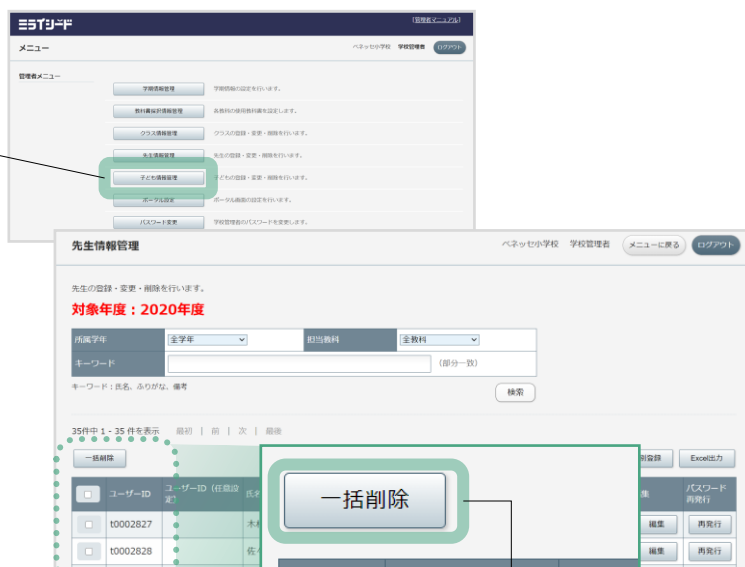 ミライシード
(管理者マニュアル)
メニュー
ベネッセ小学校 学校管理者 ログアウト
管理者メニュー
学期情報管理 学期情報の設定を行います。
教科書採択情報管理 各教科の使用教科書を設定します。
クラス情報管理 クラスの登録・変更・削除を行います。
先生情報管理 先生の登録・変更・削除を行います。
子ども情報管理 子どもの登録・変更・削除を行います。
ポータル設定 ポータル画面の設定を行います。
パスワード変更 学校管理者のパスワードを変更します。
先生情報管理
ベネッセ小学校 学校管理者 メニューに戻る ログアウト
先生の登録・変更・削除を行います。
対象年度：2020年度
所属学年 全学年 担当教科 全教科
キーワード (部分一致)
キーワード：氏名、ふりがな、備考
検索
35件中 1 - 35 件を表示 最初 | 前 | 次 | 最後
一括削除
Excel出力
ユーザーID ユーザーID (任意設定) 氏名
パスワード再発行
t0002827
編集 再発行
t0002828
編集 再発行
一括削除